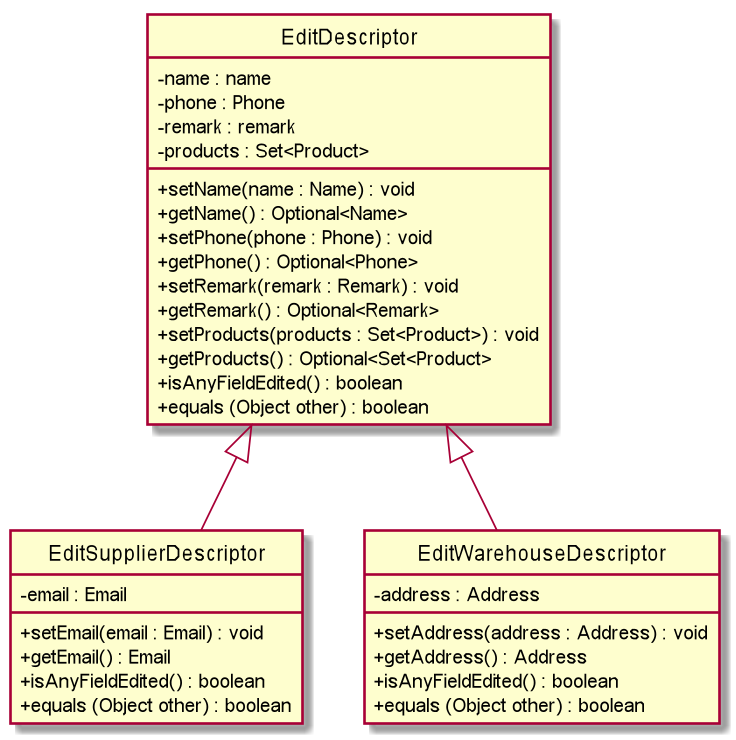 EditDescriptor
-name : name
-phone : Phone
-remark : remark
-products : Set<Product>
+setName(name : Name) : void
+getName() : Optional<Name>
+setPhone(phone : Phone) : void
+getPhone() : Optional<Phone>
+setRemark(remark : Remark) : void
+getRemark() : Optional<Remark>
+setProducts(products : Set<Product>) : void
+getProducts() : Optional<Set<Product>
+isAnyFieldEdited() : boolean
+equals (Object other) : boolean
EditSupplierDescriptor
-email : Email
+setEmail(email : Email) : void
+getEmail() : Email
+isAnyFieldEdited() : boolean
+equals (Object other) : boolean
EditWarehouseDescriptor
-address : Address
+setAddress(address : Address) : void
+getAddress() : Address
+isAnyFieldEdited() : boolean
+equals (Object other) : boolean